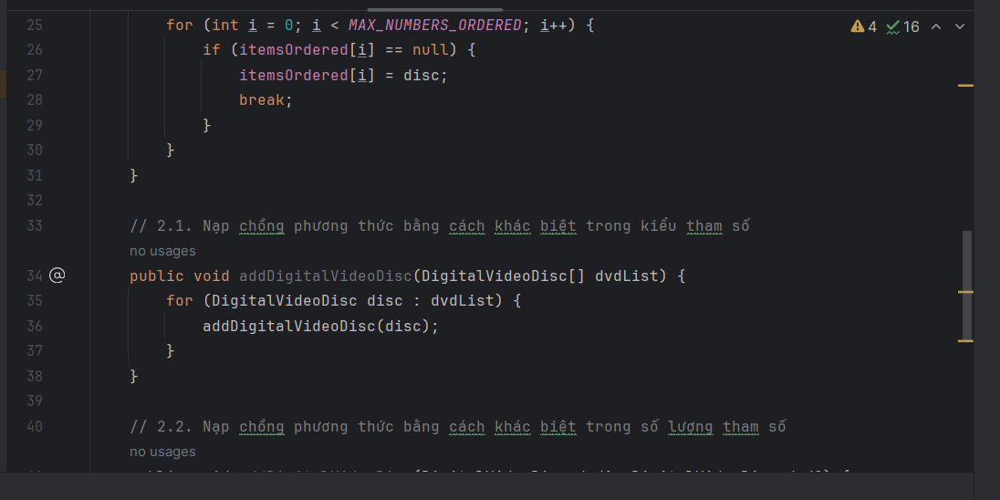 25 for (int i = 0; i < MAX_NUMBERS_ORDERED; i++) { 4 16
26 if (itemsOrdered[i] == null) {
27 itemsOrdered[i] = disc;
28 break;
29 }
30 }
31 }
32
33 // 2.1. Nạp chồng phương thức bằng cách khác biệt trong kiểu tham số
no usages
34 @ public void addDigitalVideoDisc(DigitalVideoDisc[] dvdList) {
35 for (DigitalVideoDisc disc : dvdList) {
36 addDigitalVideoDisc(disc);
37 }
38 }
39
40 // 2.2. Nạp chồng phương thức bằng cách khác biệt trong số lượng tham số
no usages